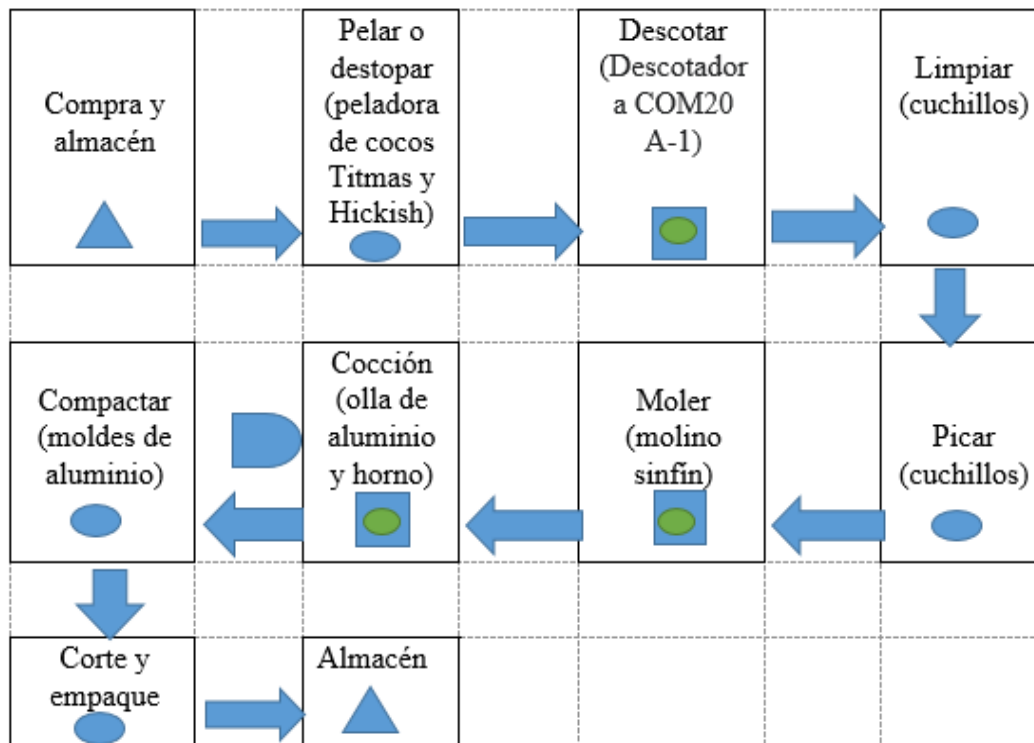 Compra y
almacén
Pelar o
destopar
(peladora
de cocos
Titmas y
Hickish)
Descotar
(Descotador
a COM20
A-1)
Limpiar
(cuchillos)
Compactar
(moldes de
aluminio)
Cocción
(olla de
aluminio
y horno)
Moler
(molino
sinfín)
Picar
(cuchillos)
Corte y
empaque
Almacén